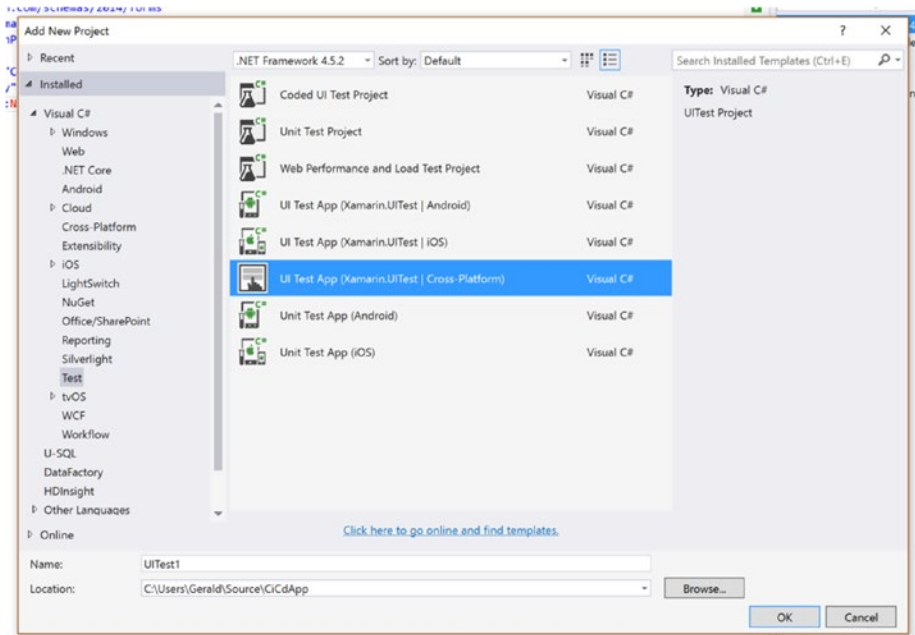 r.com/schemas/2014/forms
Add New Project
? ×
Recent
.NET Framework 4.5.2
Sort by: Default
Search Installed Templates (Ctrl+E)
Installed
Visual C#
Windows
Web
.NET Core
Android
Cloud
Cross-Platform
Extensibility
iOS
LightSwitch
NuGet
Office/SharePoint
Reporting
Silverlight
Test
tvOS
WCF
Workflow
U-SQL
DataFactory
HDInsight
Other Languages
Online
Coded UI Test Project Visual C#
Unit Test Project Visual C#
Web Performance and Load Test Project Visual C#
UI Test App (Xamarin.UITest | Android) Visual C#
UI Test App (Xamarin.UITest | iOS) Visual C#
UI Test App (Xamarin.UITest | Cross-Platform) Visual C#
Unit Test App (Android) Visual C#
Unit Test App (iOS) Visual C#
Type: Visual C#
UITest Project
Click here to go online and find templates.
Name: UITest1
Location: C:\Users\Gerald\Source\CiCdApp
Browse...
OK Cancel